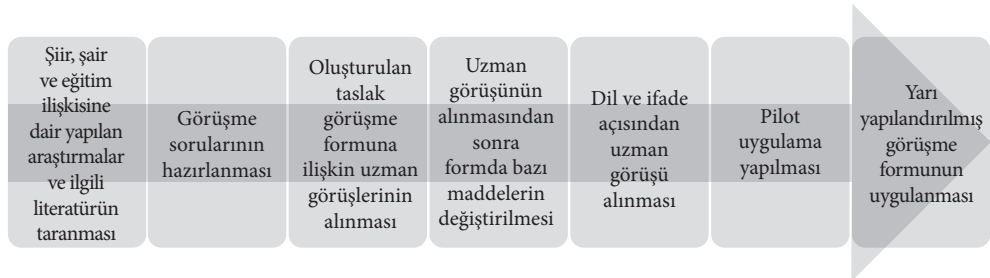 Şiir, şair
ve eğitim
ilişkisine
dair yapılan
araştırmalar
ve ilgili
literatürün
taranması
Görüşme
sorularının
hazırlanması
Oluşturulan
taslak
görüşme
formuna
ilişkin uzman
görüşlerinin
alınması
Uzman
görüşünün
alınmasından
sonra
formda bazı
maddelerin
değiştirilmesi
Dil ve ifade
açısından
uzman
görüşü
alınması
Pilot
uygulama
yapılması
Yarı
yapılandırılmış
görüşme
formunun
uygulanması